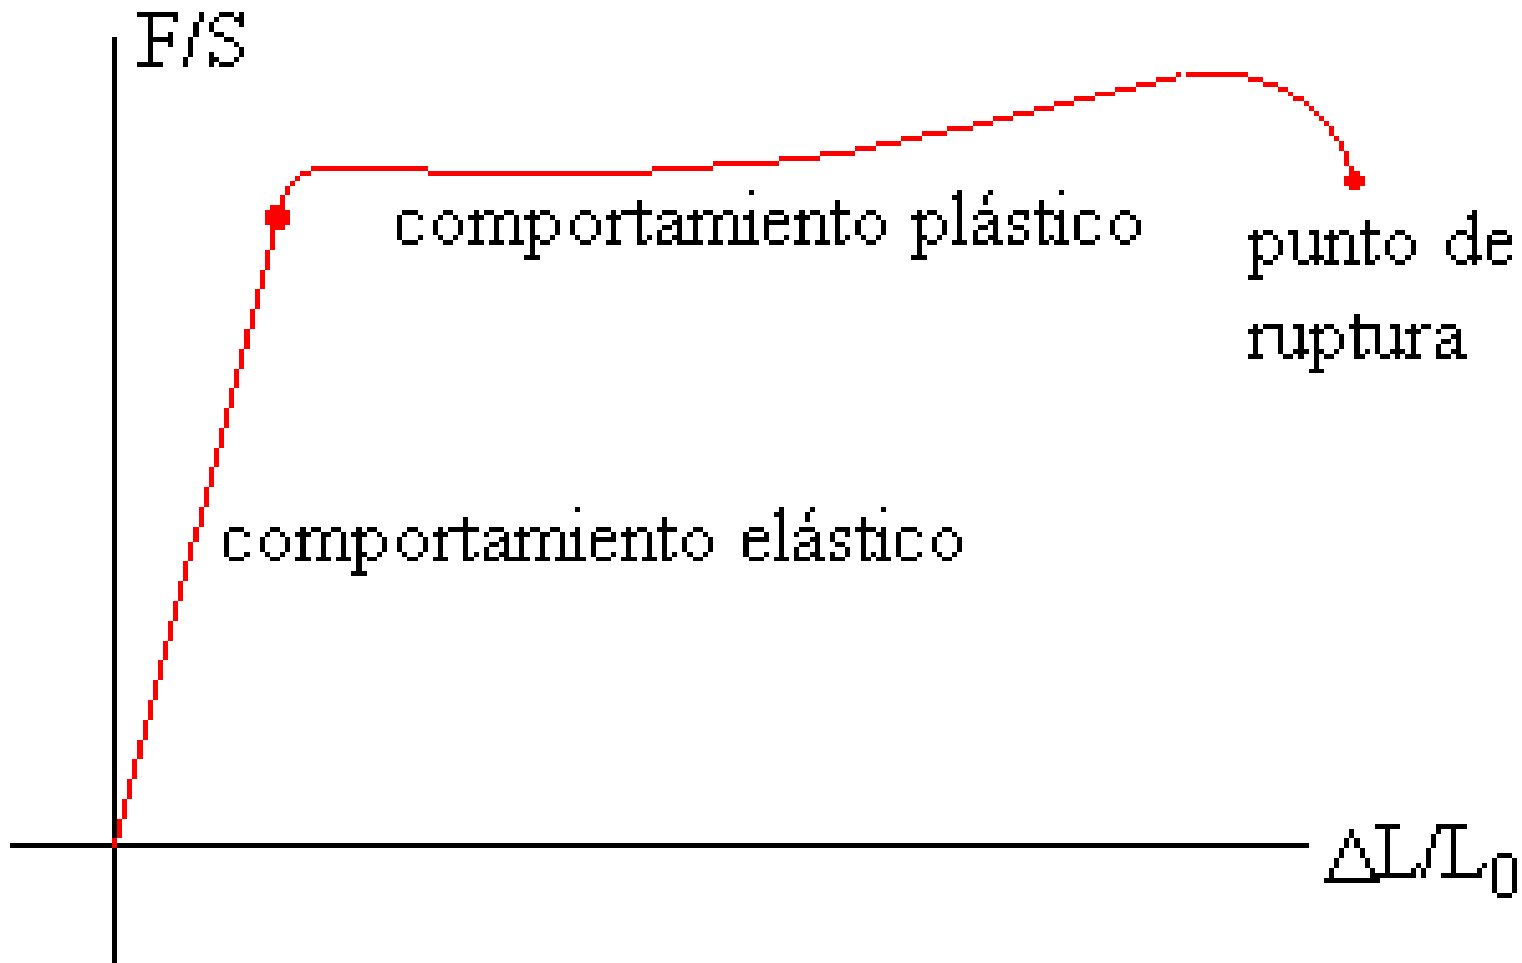 F/S
comportamiento plástico
punto de
ruptura
comportamiento elástico
ΔL/L₀